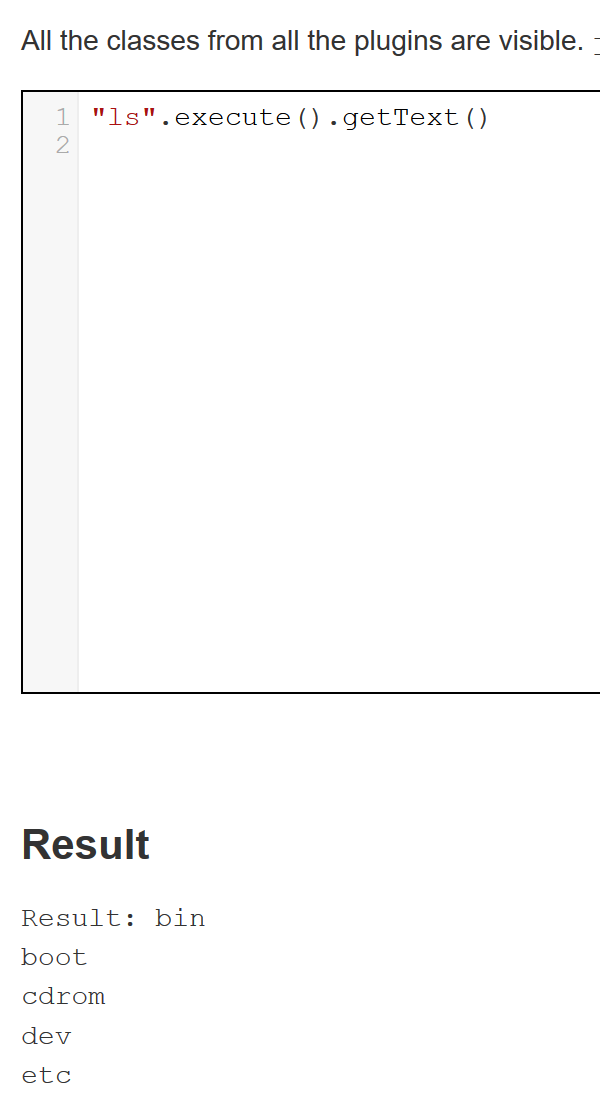 All the classes from all the plugins are visible.
1 "ls".execute().getText()
2
Result
Result: bin
boot
cdrom
dev
etc